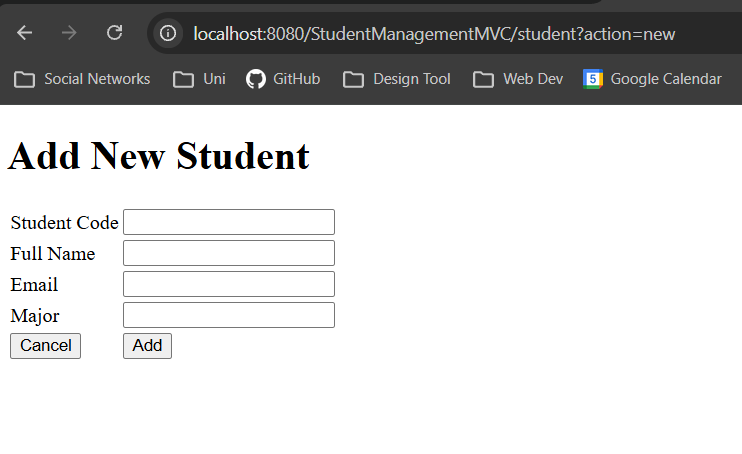 localhost:8080/StudentManagementMVC/student?action=new
Social Networks Uni GitHub Design Tool Web Dev 5 Google Calendar
Add New Student
Student Code
Full Name
Email
Major
Cancel Add